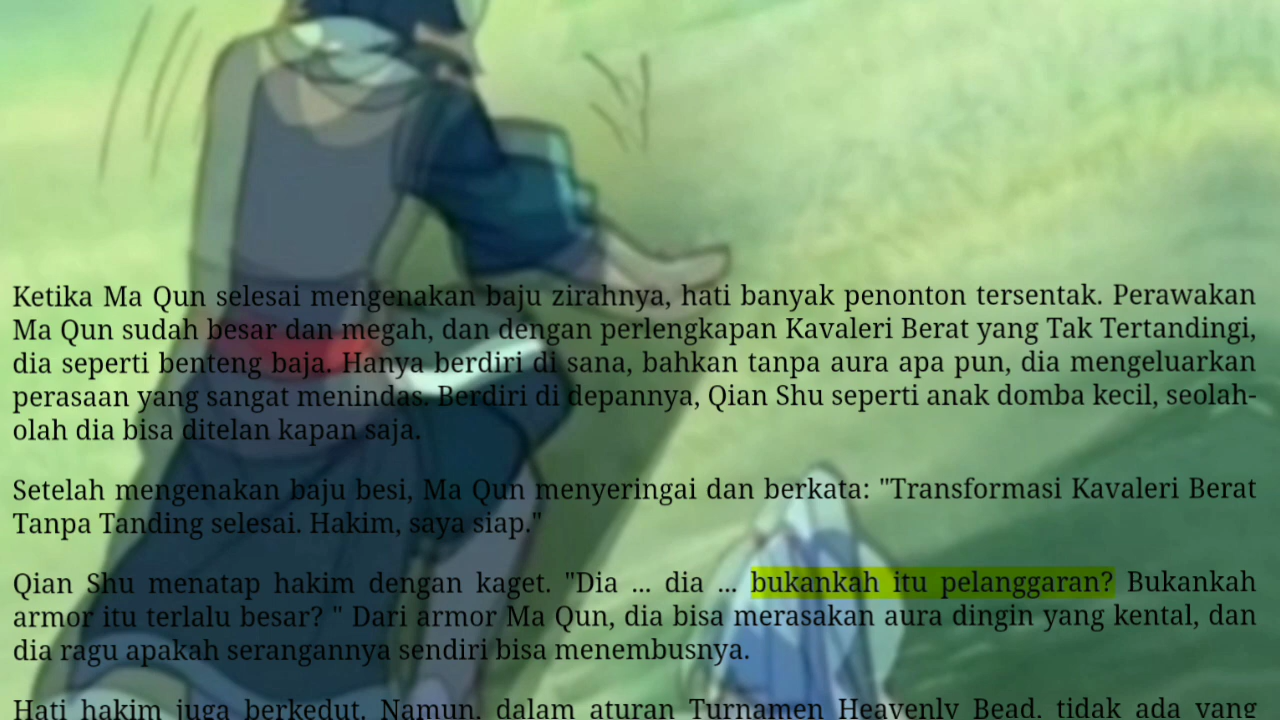 Ketika Ma Qun selesai mengenakan baju zirahnya, hati banyak penonton tersentak. Perawakan
Ma Qun sudah besar dan megah, dan dengan perlengkapan Kavaleri Berat yang Tak Tertandingi,
dia seperti benteng baja. Hanya berdiri di sana, bahkan tanpa aura apa pun, dia mengeluarkan
perasaan yang sangat menindas. Berdiri di depannya, Qian Shu seperti anak domba kecil, seolah-
olah dia bisa ditelan kapan saja.
Setelah mengenakan baju besi, Ma Qun menyeringai dan berkata: "Transformasi Kavaleri Berat
Tanpa Tanding selesai. Hakim, saya siap."
Qian Shu menatap hakim dengan kaget. "Dia ... dia ... bukankah itu pelanggaran? Bukankah
armor itu terlalu besar? " Dari armor Ma Qun, dia bisa merasakan aura dingin yang kental, dan
dia ragu apakah serangannya sendiri bisa menembusnya.
Hati hakim juga berkedut. Namun, dalam aturan Turnamen Heavenly Bead, tidak ada yang